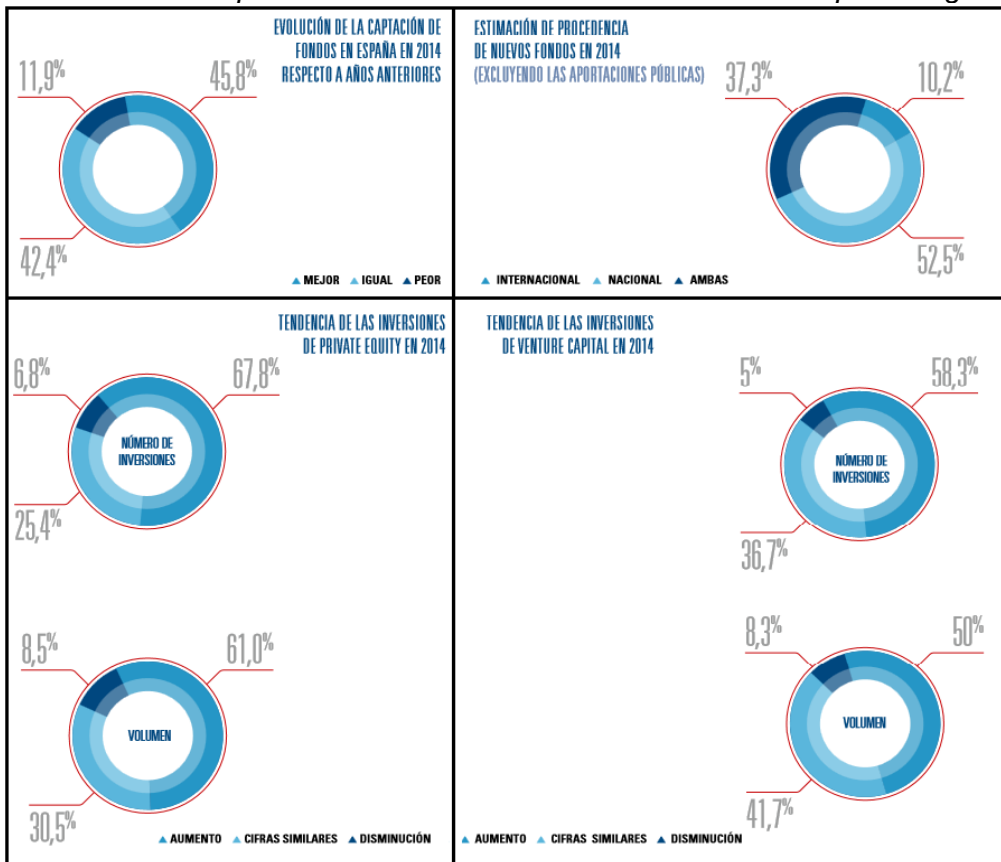 EVOLUCIÓN DE LA CAPTACIÓN DE
FONDOS EN ESPAÑA EN 2014
RESPECTO A AÑOS ANTERIORES
11,9%
45,8%
42,4%
▲ MEJOR ▲ IGUAL ▲ PEOR
ESTIMACIÓN DE PROCEDENCIA
DE NUEVOS FONDOS EN 2014
(EXCLUYENDO LAS APORTACIONES PÚBLICAS)
37,3%
10,2%
52,5%
▲ INTERNACIONAL ▲ NACIONAL ▲ AMBAS
TENDENCIA DE LAS INVERSIONES
DE PRIVATE EQUITY EN 2014
6,8%
67,8%
NÚMERO DE
INVERSIONES
25,4%
8,5%
61,0%
VOLUMEN
30,5%
▲ AUMENTO ▲ CIFRAS SIMILARES ▲ DISMINUCIÓN
TENDENCIA DE LAS INVERSIONES
DE VENTURE CAPITAL EN 2014
5%
58,3%
NÚMERO DE
INVERSIONES
36,7%
8,3%
50%
VOLUMEN
41,7%
▲ AUMENTO ▲ CIFRAS SIMILARES ▲ DISMINUCIÓN